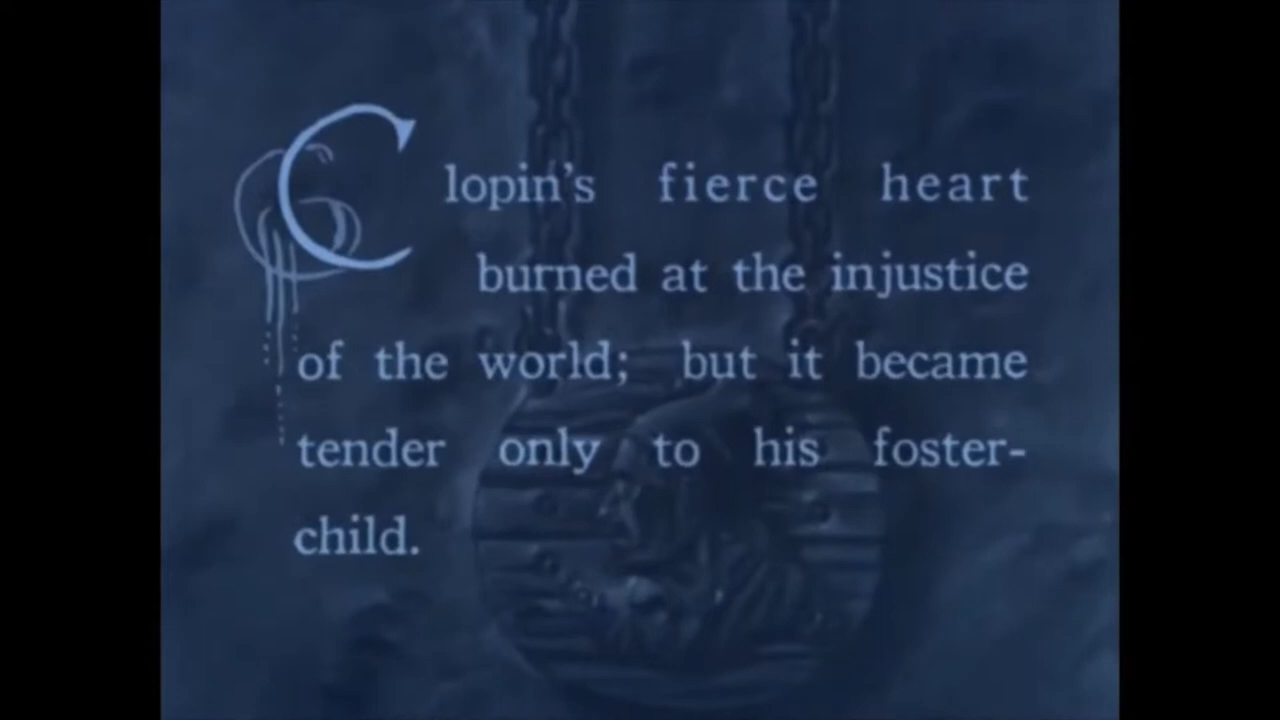 Clopin's fierce heart
burned at the injustice
of the world; but it became
tender only to his foster-
child.